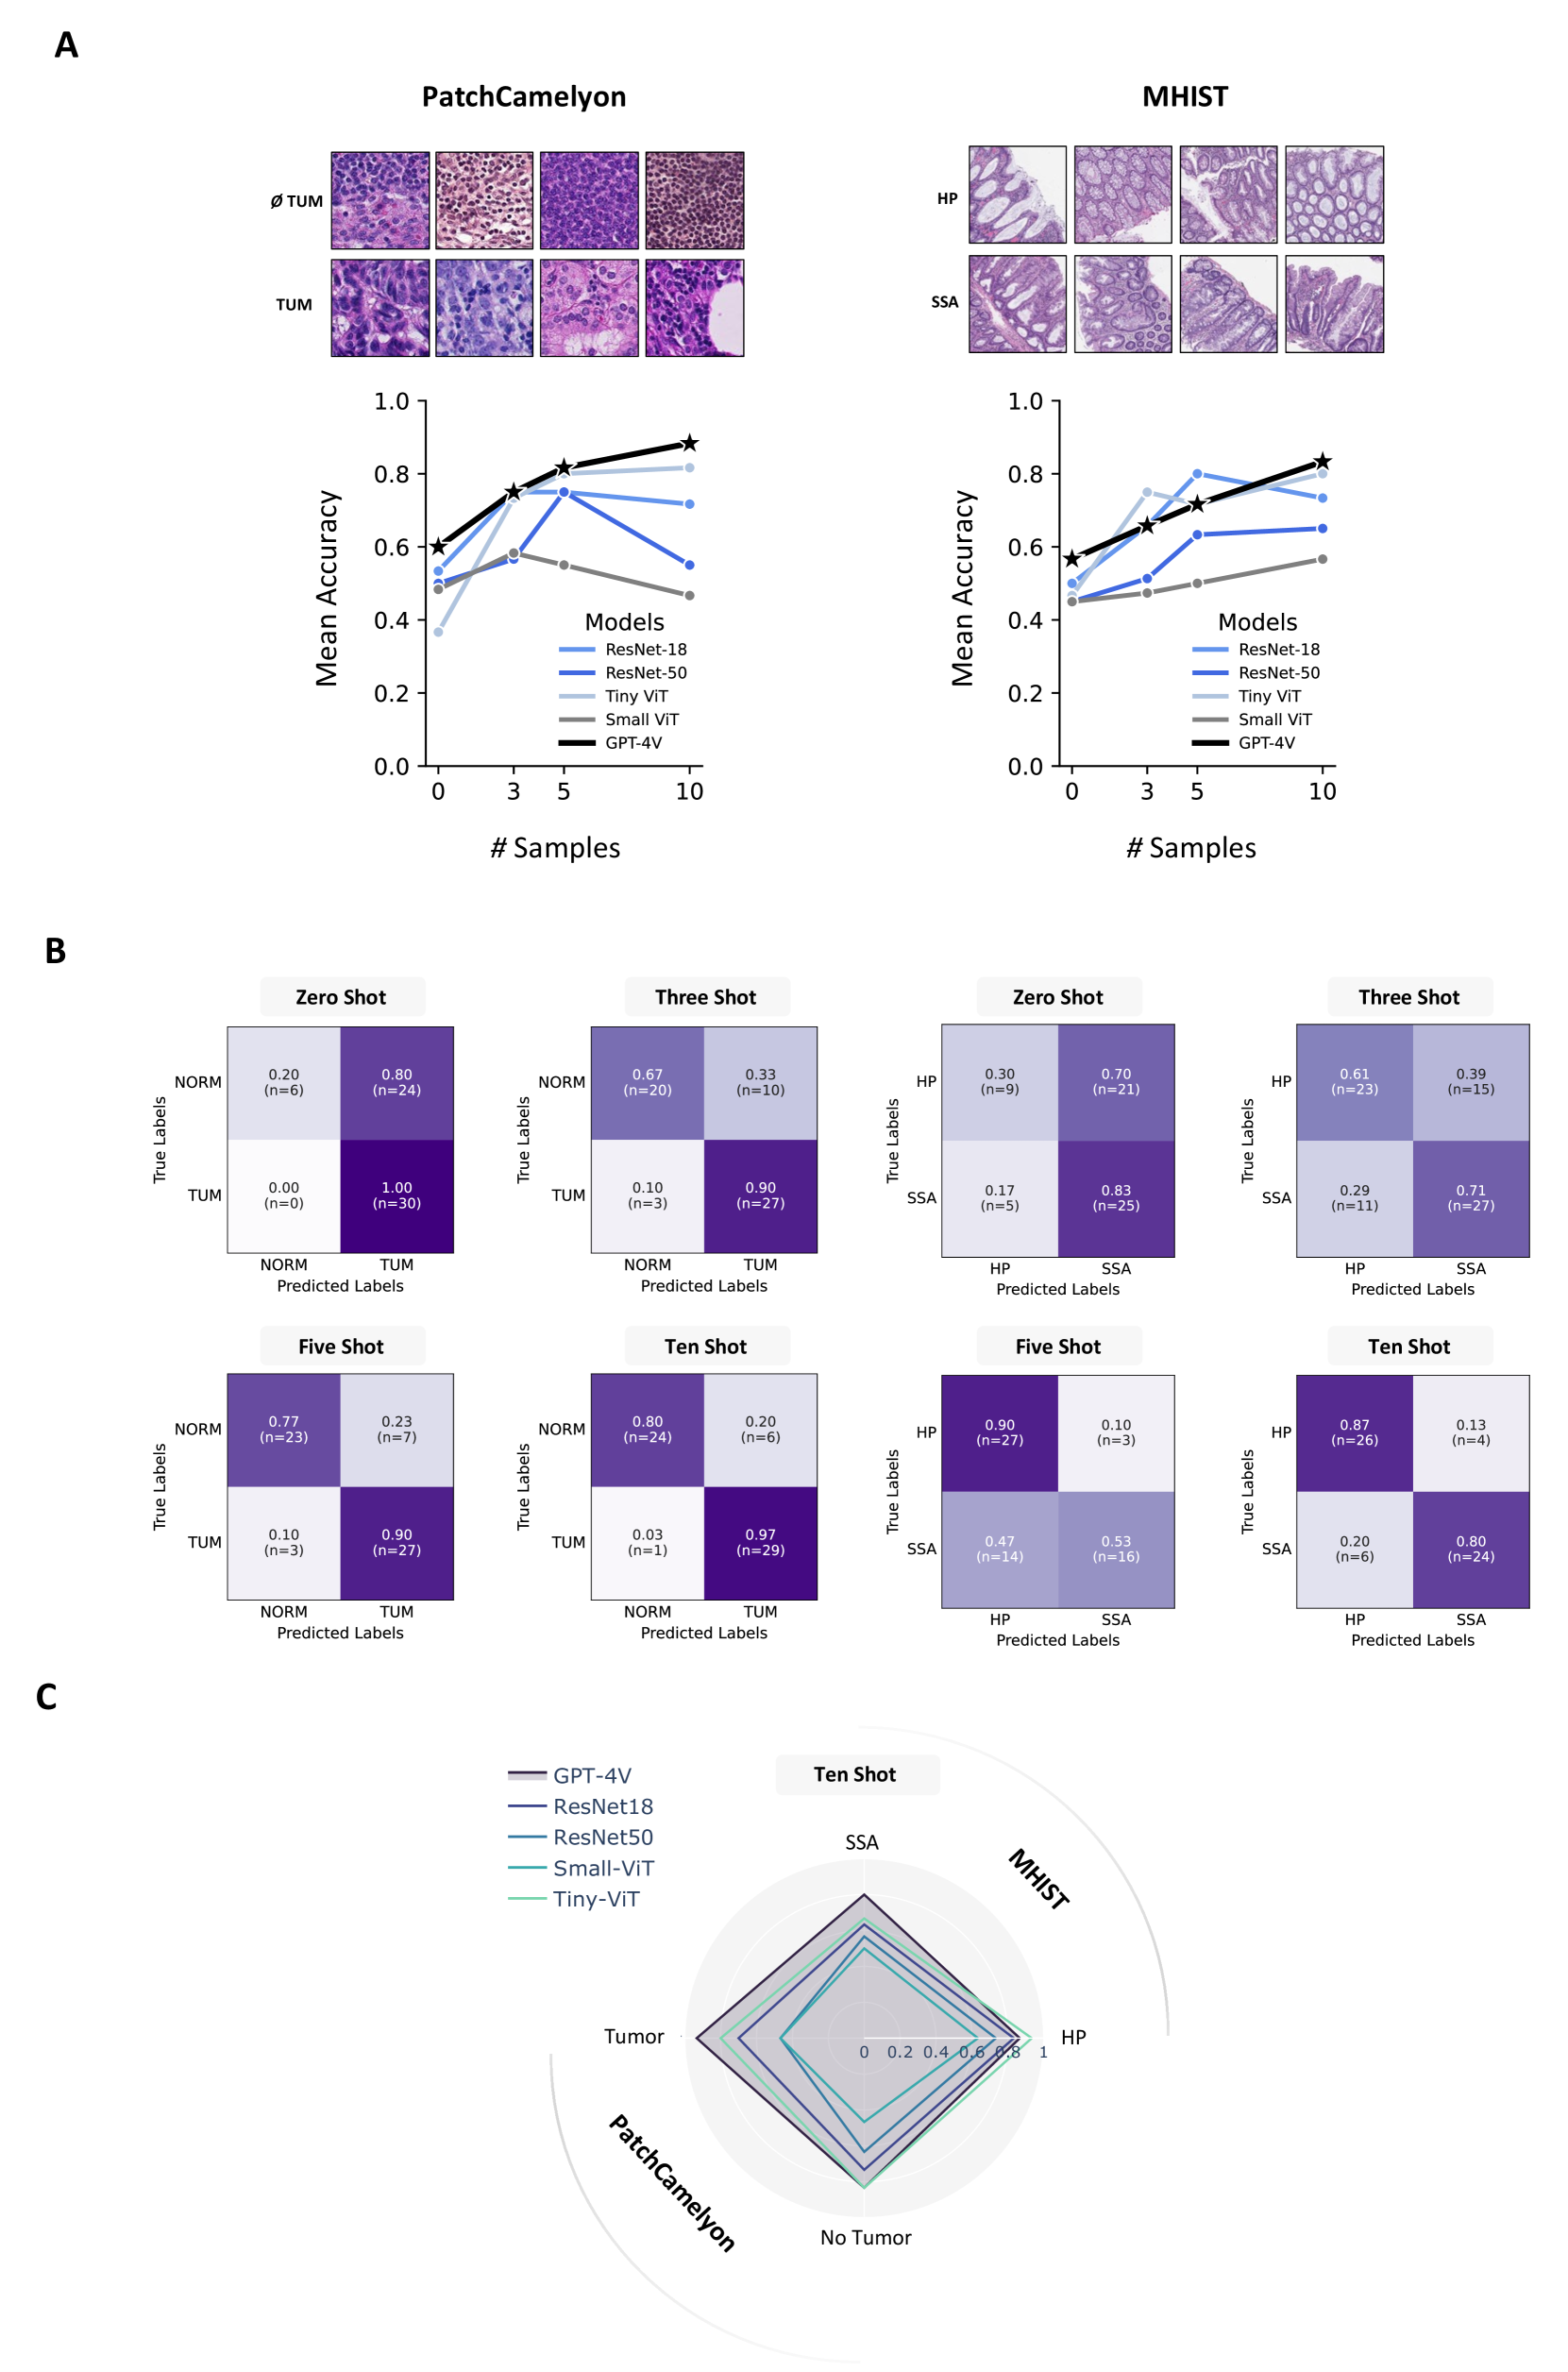 A
PatchCamelyon
MHIST
Ø TUM
TUM
HP
SSA
1.0
0.8
0.6
0.4
0.2
0.0
Mean Accuracy
Models
ResNet-18
ResNet-50
Tiny ViT
Small ViT
GPT-4V
0 3 5 10
# Samples
1.0
0.8
0.6
0.4
0.2
0.0
Mean Accuracy
Models
ResNet-18
ResNet-50
Tiny ViT
Small ViT
GPT-4V
0 3 5 10
# Samples
B
Zero Shot
True Labels
NORM
TUM
0.20 0.80
(n=6) (n=24)
0.00 1.00
(n=0) (n=30)
NORM TUM
Predicted Labels
Three Shot
True Labels
NORM
TUM
0.67 0.33
(n=20) (n=10)
0.10 0.90
(n=3) (n=27)
NORM TUM
Predicted Labels
Zero Shot
True Labels
HP
SSA
0.30 0.70
(n=9) (n=21)
0.17 0.83
(n=5) (n=25)
HP SSA
Predicted Labels
Three Shot
True Labels
HP
SSA
0.61 0.39
(n=23) (n=15)
0.29 0.71
(n=11) (n=27)
HP SSA
Predicted Labels
Five Shot
True Labels
NORM
TUM
0.77 0.23
(n=23) (n=7)
0.10 0.90
(n=3) (n=27)
NORM TUM
Predicted Labels
Ten Shot
True Labels
NORM
TUM
0.80 0.20
(n=24) (n=6)
0.03 0.97
(n=1) (n=29)
NORM TUM
Predicted Labels
Five Shot
True Labels
HP
SSA
0.90 0.10
(n=27) (n=3)
0.47 0.53
(n=14) (n=16)
HP SSA
Predicted Labels
Ten Shot
True Labels
HP
SSA
0.87 0.13
(n=26) (n=4)
0.20 0.80
(n=6) (n=24)
HP SSA
Predicted Labels
C
GPT-4V
ResNet18
ResNet50
Small-ViT
Tiny-ViT
Ten Shot
SSA
MHIST
Tumor
HP
0 0.2 0.4 0.6 0.8 1
PatchCamelyon
No Tumor